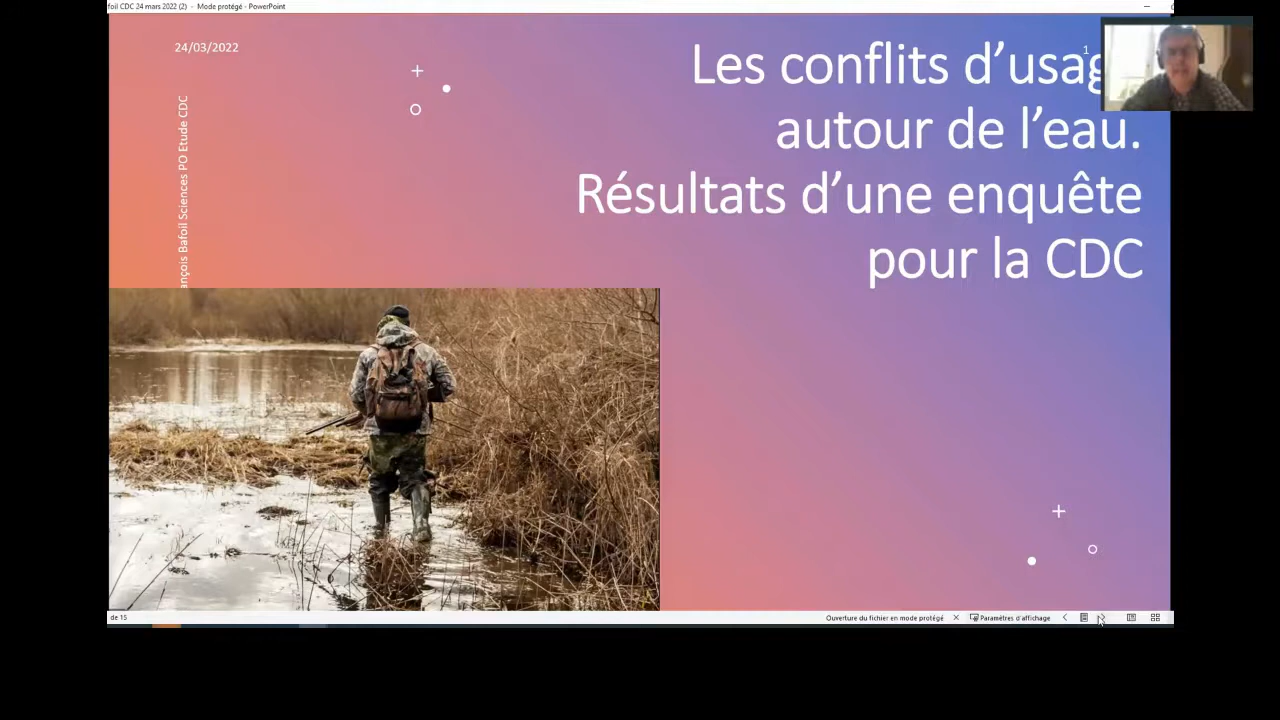 foil CDC 24 mars 2022 (2) - Mode protégé - PowerPoint
24/03/2022
1
Les conflits d’usag
autour de l’eau.
Résultats d’une enquête
pour la CDC
ançois Bafoil Sciences PO Etude CDC
de 15
Ouverture du fichier en mode protégé
Paramètres d'affichage